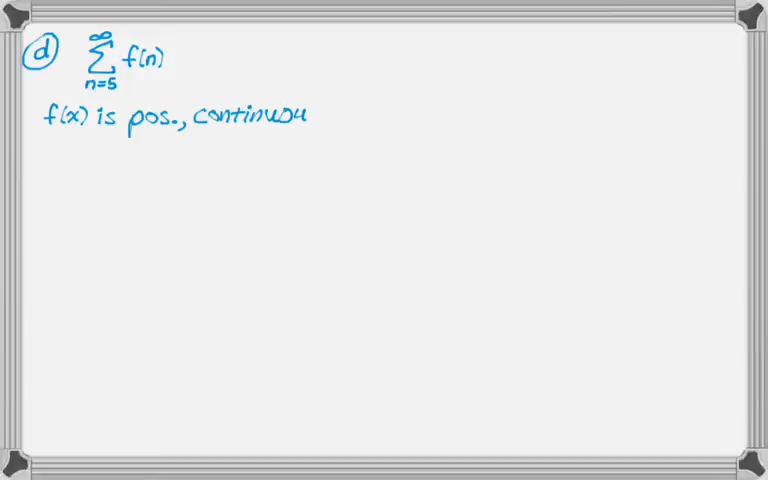 (d) ∞∑n=5 f(n)
f(x) is pos., continuou